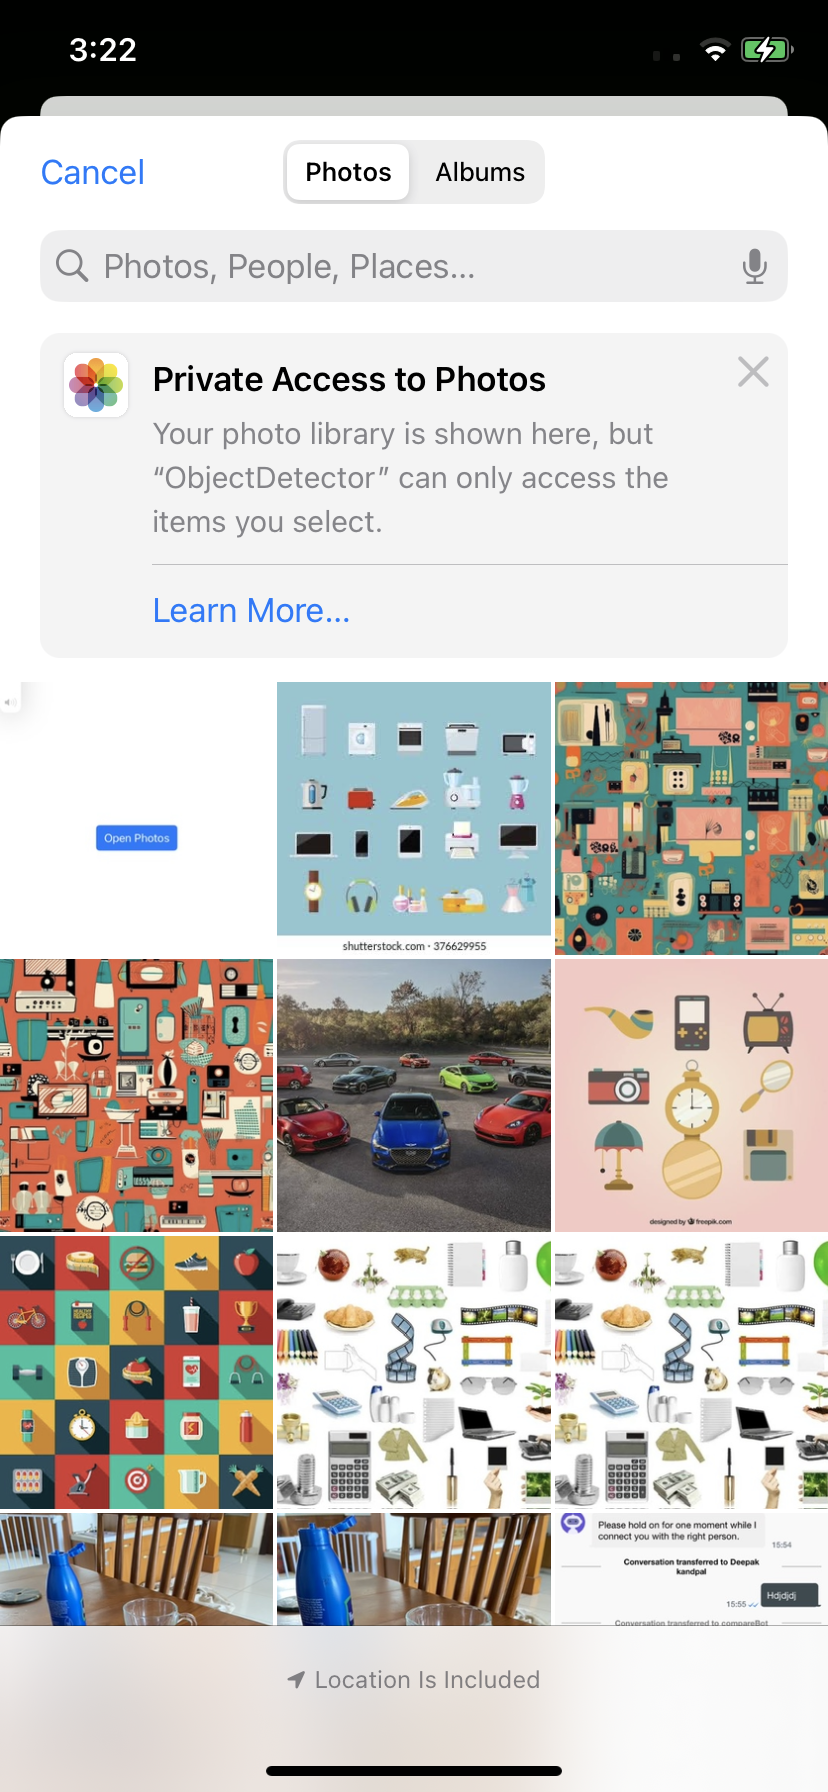 3:22
Cancel
Photos
Albums
Photos, People, Places...
Private Access to Photos
Your photo library is shown here, but
“ObjectDetector” can only access the
items you select.
Learn More...
Open Photos
shutterstock.com · 376629955
designed by freepik.com
HEALTHY
RECIPES
Please hold on for one moment while I
connect you with the right person.
15:54
Conversation transferred to Deepak
kandpal
Hdjdjdj
15:55
Conversation transferred to compareBot
Location Is Included